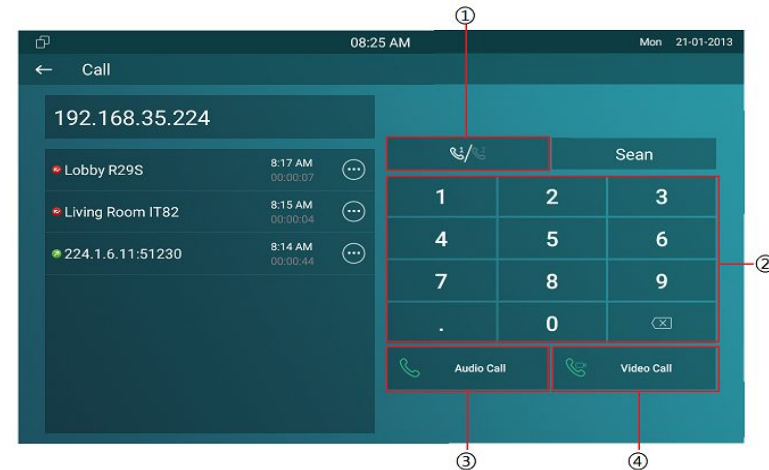 ①
08:25 AM Mon 21-01-2013
← Call
192.168.35.224
Lobby R29S 8:17 AM
00:00:07
Living Room IT82 8:15 AM
00:00:04
224.1.6.11:51230 8:14 AM
00:00:44
1/2 Sean
1 2 3
4 5 6
7 8 9
. 0
②
Audio Call Video Call
③ ④